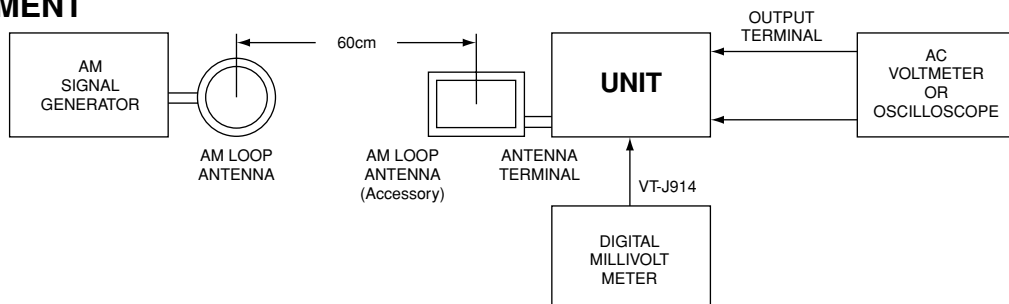 MENT
AM
SIGNAL
GENERATOR
60cm
AM LOOP
ANTENNA
AM LOOP
ANTENNA
(Accessory)
ANTENNA
TERMINAL
UNIT
OUTPUT
TERMINAL
AC
VOLTMETER
OR
OSCILLOSCOPE
VT-J914
DIGITAL
MILLIVOLT
METER